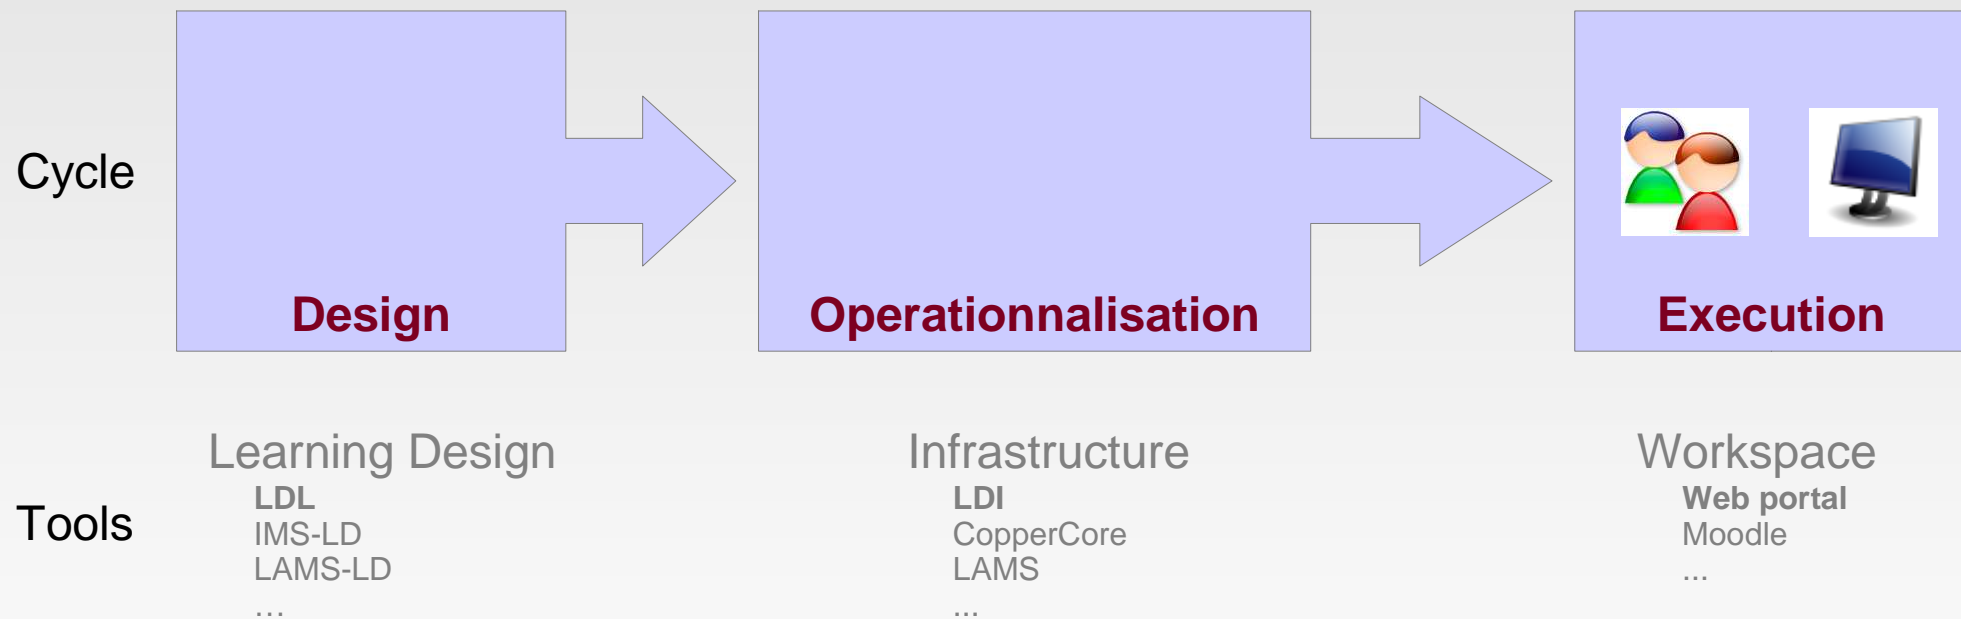 Cycle
Design
Operationnalisation
Execution
Tools
Learning Design
LDL
IMS-LD
LAMS-LD
…
Infrastructure
LDI
CopperCore
LAMS
...
Workspace
Web portal
Moodle
...